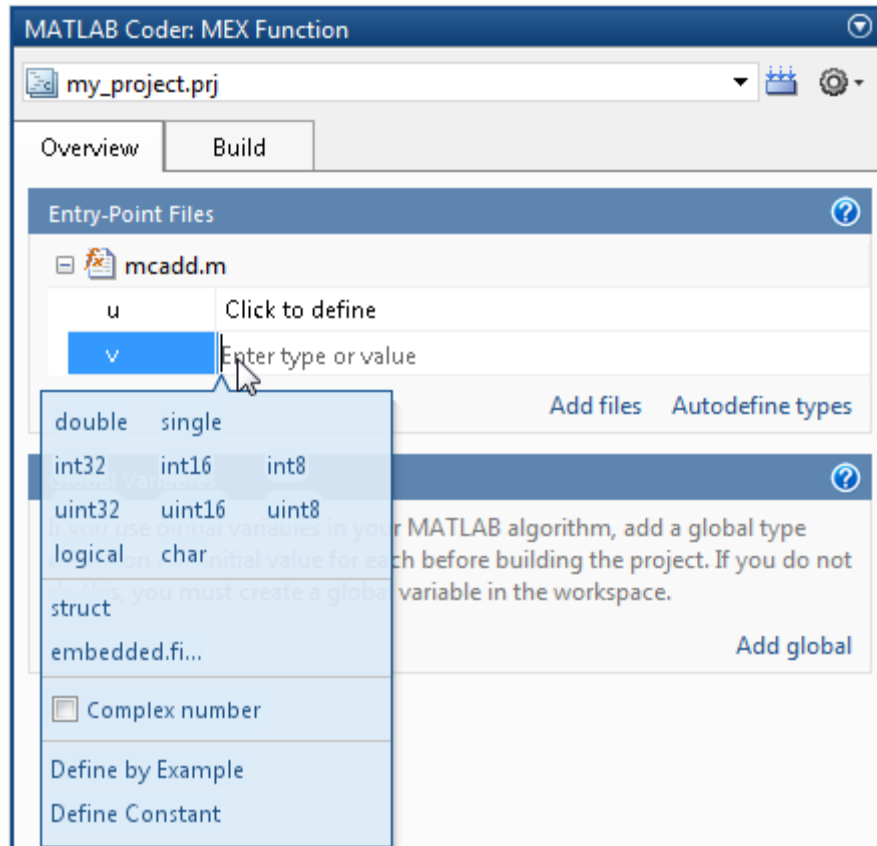 MATLAB Coder: MEX Function
my_project.prj
Overview Build
Entry-Point Files
mcadd.m
u Click to define
v Enter type or value
Add files Autodefine types
double single
int32 int16 int8
Global Variables
uint32 uint16 uint8
If you use global variables in your MATLAB algorithm, add a global type
logical char
initial value for each before building the project. If you do not
this, you must create a global variable in the workspace.
struct
embedded.fi...
Add global
Complex number
Define by Example
Define Constant